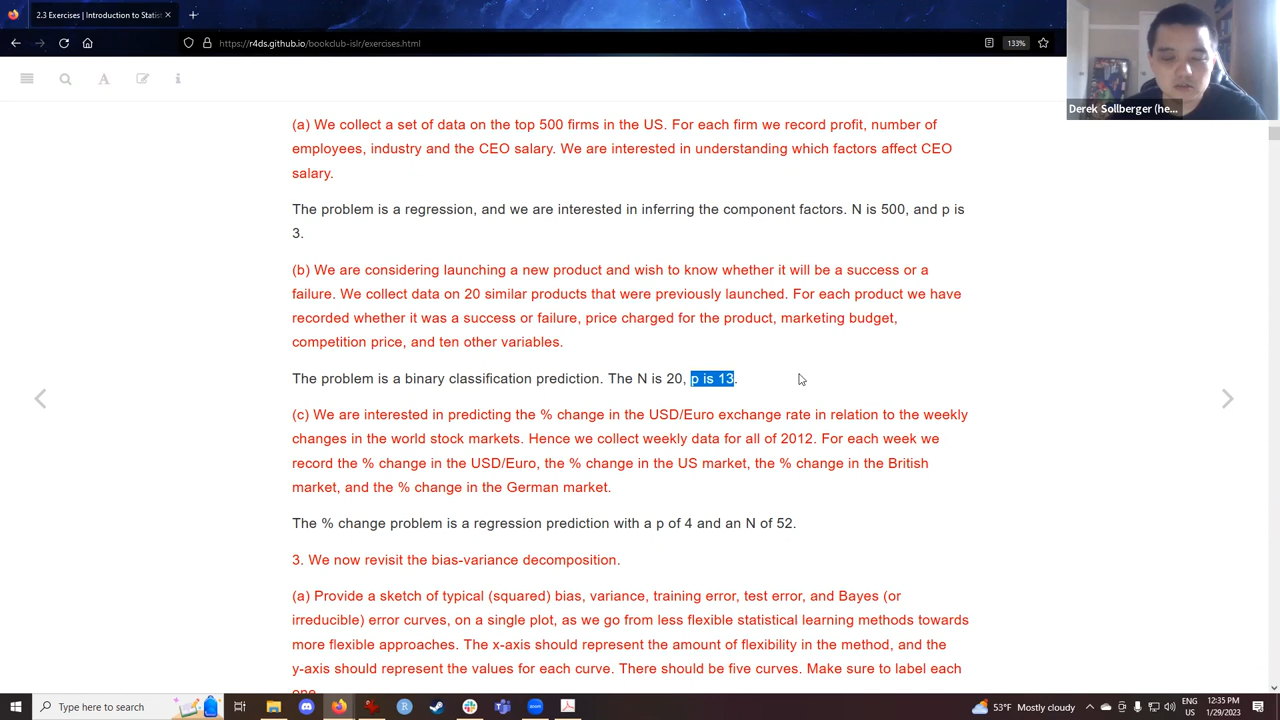 2.3 Exercises | Introduction to Statis
https://r4ds.github.io/bookclub-islr/exercises.html
133%
Derek Sollberger (he...
(a) We collect a set of data on the top 500 firms in the US. For each firm we record profit, number of
employees, industry and the CEO salary. We are interested in understanding which factors affect CEO
salary.
The problem is a regression, and we are interested in inferring the component factors. N is 500, and p is
3.
(b) We are considering launching a new product and wish to know whether it will be a success or a
failure. We collect data on 20 similar products that were previously launched. For each product we have
recorded whether it was a success or failure, price charged for the product, marketing budget,
competition price, and ten other variables.
The problem is a binary classification prediction. The N is 20, p is 13.
(c) We are interested in predicting the % change in the USD/Euro exchange rate in relation to the weekly
changes in the world stock markets. Hence we collect weekly data for all of 2012. For each week we
record the % change in the USD/Euro, the % change in the US market, the % change in the British
market, and the % change in the German market.
The % change problem is a regression prediction with a p of 4 and an N of 52.
3. We now revisit the bias-variance decomposition.
(a) Provide a sketch of typical (squared) bias, variance, training error, test error, and Bayes (or
irreducible) error curves, on a single plot, as we go from less flexible statistical learning methods towards
more flexible approaches. The x-axis should represent the amount of flexibility in the method, and the
y-axis should represent the values for each curve. There should be five curves. Make sure to label each
one.
Type here to search
53°F Mostly cloudy
ENG
US
12:35 PM
1/29/2023